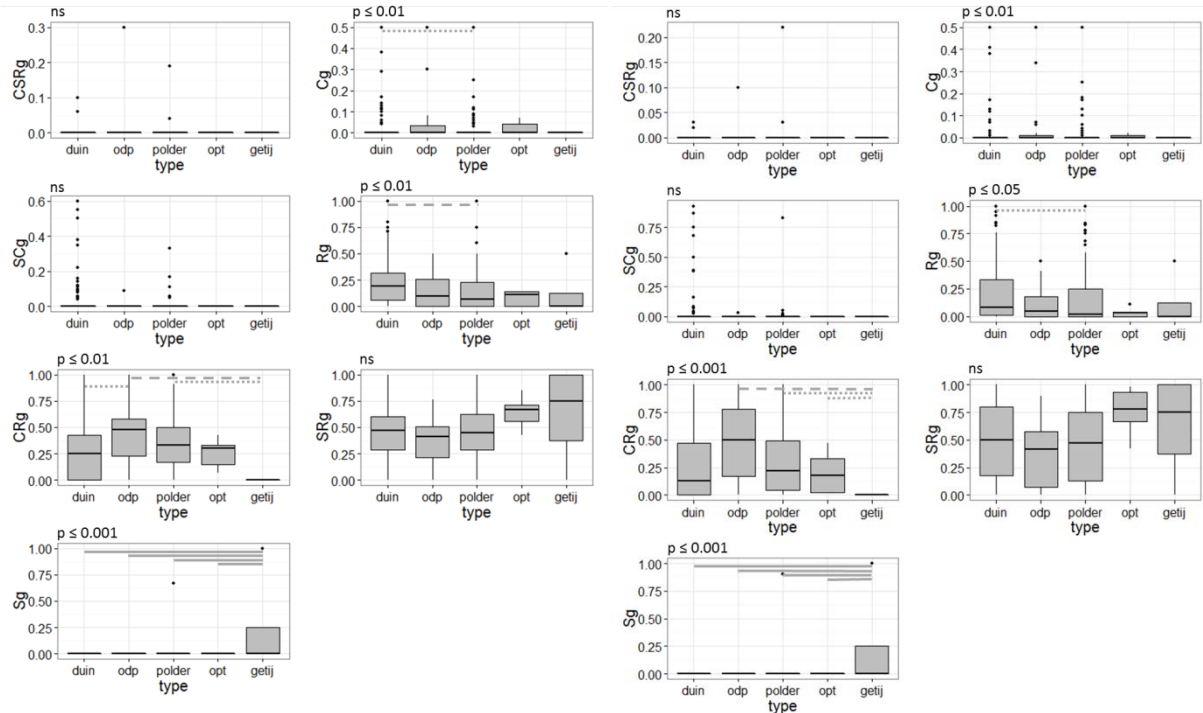 ns
CSRg
0.3
0.2
0.1
0.0
duin odp polder opt getij
type
p ≤ 0.01
Cg
0.5
0.4
0.3
0.2
0.1
0.0
duin odp polder opt getij
type
ns
SCg
0.6
0.4
0.2
0.0
duin odp polder opt getij
type
p ≤ 0.01
Rg
1.00
0.75
0.50
0.25
0.00
duin odp polder opt getij
type
p ≤ 0.01
CRg
1.00
0.75
0.50
0.25
0.00
duin odp polder opt getij
type
ns
SRg
1.00
0.75
0.50
0.25
0.00
duin odp polder opt getij
type
p ≤ 0.001
Sg
1.00
0.75
0.50
0.25
0.00
duin odp polder opt getij
type
ns
CSRg
0.20
0.15
0.10
0.05
0.00
duin odp polder opt getij
type
p ≤ 0.01
Cg
0.5
0.4
0.3
0.2
0.1
0.0
duin odp polder opt getij
type
ns
SCg
0.75
0.50
0.25
0.00
duin odp polder opt getij
type
p ≤ 0.05
Rg
1.00
0.75
0.50
0.25
0.00
duin odp polder opt getij
type
p ≤ 0.001
CRg
1.00
0.75
0.50
0.25
0.00
duin odp polder opt getij
type
ns
SRg
1.00
0.75
0.50
0.25
0.00
duin odp polder opt getij
type
p ≤ 0.001
Sg
1.00
0.75
0.50
0.25
0.00
duin odp polder opt getij
type